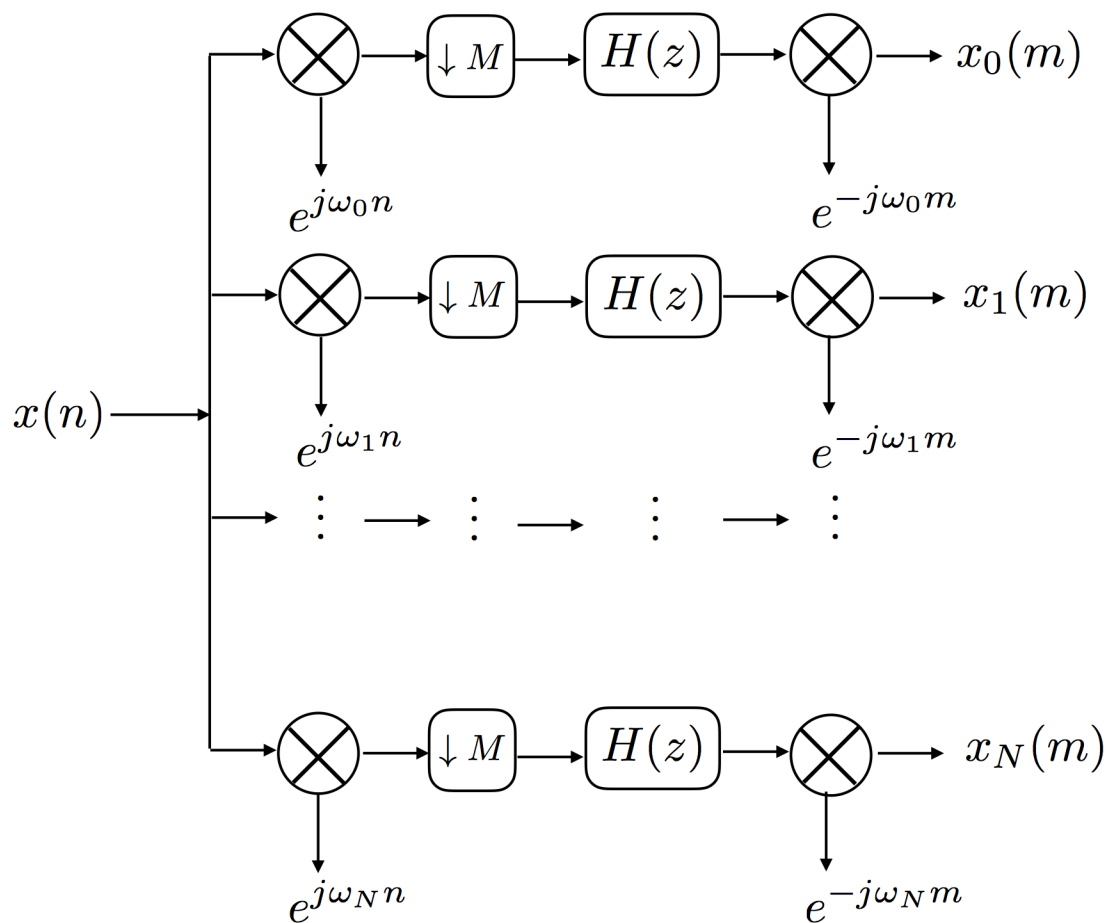 ↓ M H(z) x_0(m)
e^{jω_0 n} e^{-jω_0 m}
↓ M H(z) x_1(m)
x(n)
e^{jω_1 n} e^{-jω_1 m}
⋮ ⋮ ⋮ ⋮
↓ M H(z) x_N(m)
e^{jω_N n} e^{-jω_N m}